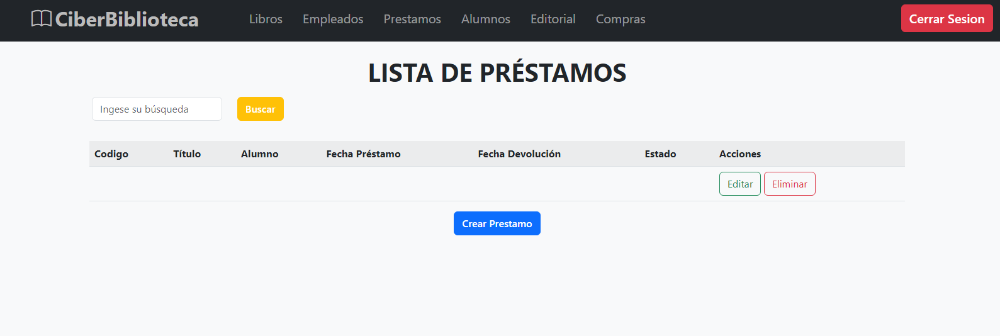 CiberBiblioteca Libros Empleados Prestamos Alumnos Editorial Compras Cerrar Sesion
LISTA DE PRÉSTAMOS
Ingese su búsqueda Buscar
Codigo Título Alumno Fecha Préstamo Fecha Devolución Estado Acciones
Editar Eliminar
Crear Prestamo